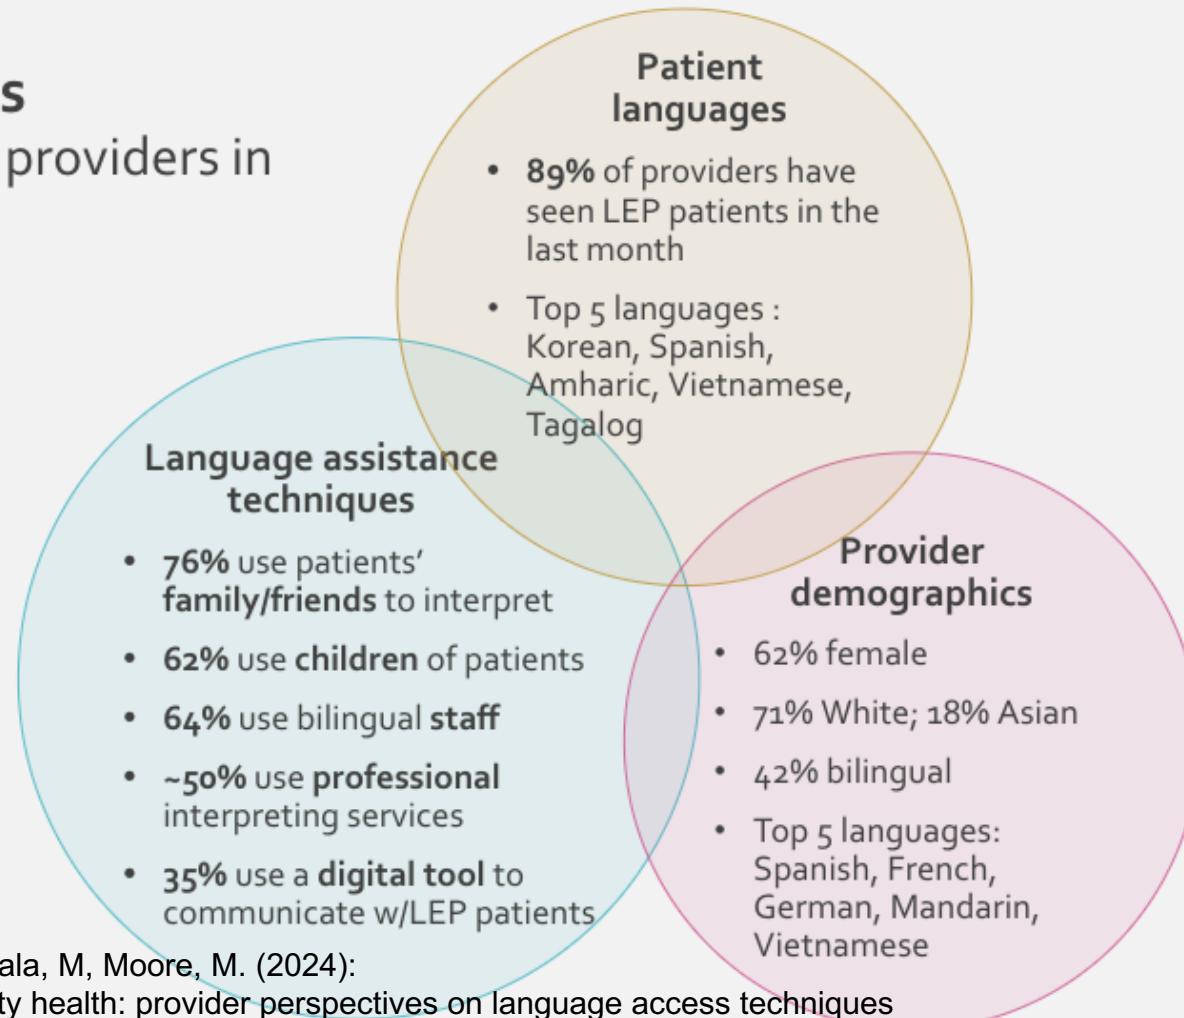 s
providers in
Patient
languages
• 89% of providers have
seen LEP patients in the
last month
• Top 5 languages :
Korean, Spanish,
Amharic, Vietnamese,
Tagalog
Language assistance
techniques
• 76% use patients’
family/friends to interpret
• 62% use children of patients
• 64% use bilingual staff
• ~50% use professional
interpreting services
• 35% use a digital tool to
communicate w/LEP patients
Provider
demographics
• 62% female
• 71% White; 18% Asian
• 42% bilingual
• Top 5 languages:
Spanish, French,
German, Mandarin,
Vietnamese
ala, M, Moore, M. (2024):
ty health: provider perspectives on language access techniques